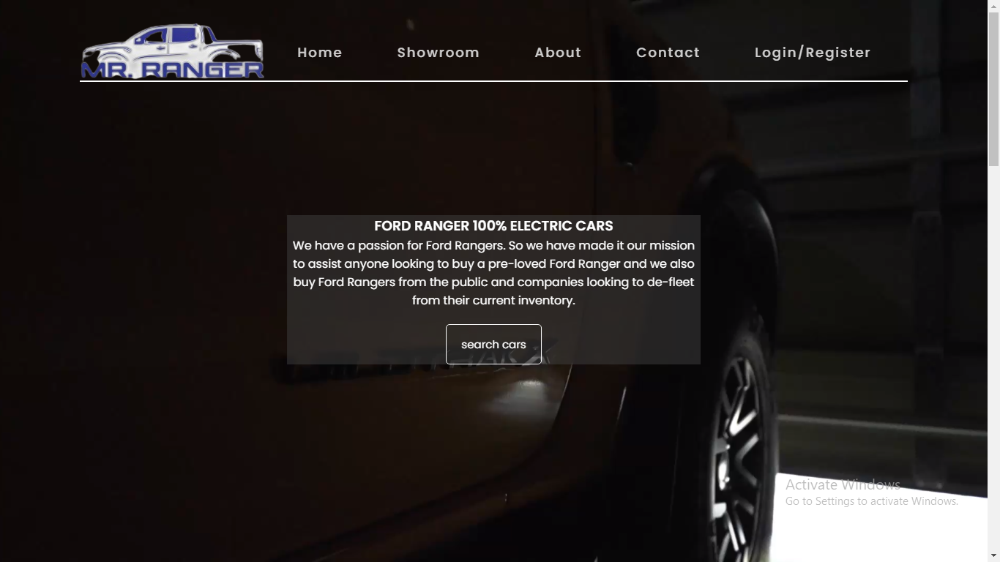 MR. RANGER
Home
Showroom
About
Contact
Login/Register
FORD RANGER 100% ELECTRIC CARS
We have a passion for Ford Rangers. So we have made it our mission
to assist anyone looking to buy a pre-loved Ford Ranger and we also
buy Ford Rangers from the public and companies looking to de-fleet
from their current inventory.
search cars
Activate Windows
Go to Settings to activate Windows.